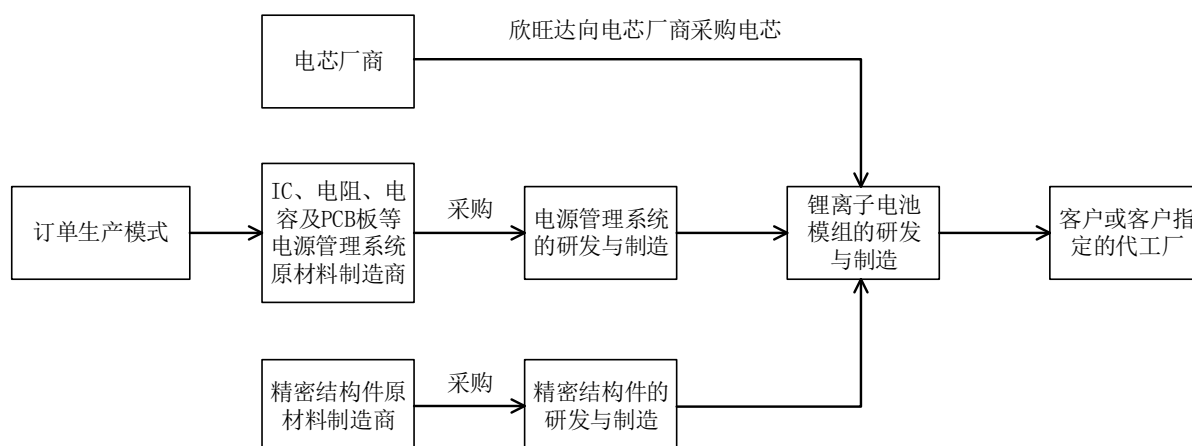 欣旺达向电芯厂商采购电芯
电芯厂商
订单生产模式
IC、电阻、电
容及PCB板等
电源管理系统
原材料制造商
采购
电源管理系统
的研发与制造
锂离子电池
模组的研发
与制造
客户或客户指
定的代工厂
精密结构件原
材料制造商
采购
精密结构件的
研发与制造